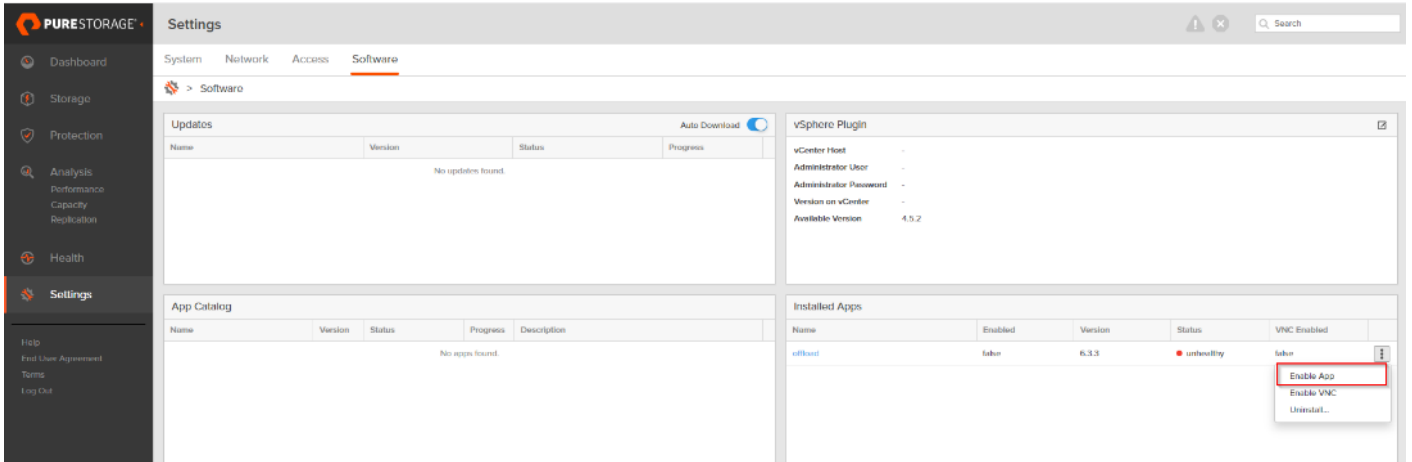 PURESTORAGE®
Settings
Search
Dashboard
Storage
Protection
Analysis
Performance
Capacity
Replication
Health
Settings
Help
End User Agreement
Terms
Log Out
System Network Access Software
> Software
Updates Auto Download
Name Version Status Progress
No updates found.
vSphere Plugin
vCenter Host -
Administrator User -
Administrator Password -
Version on vCenter -
Available Version 4.5.2
App Catalog
Name Version Status Progress Description
No apps found.
Installed Apps
Name Enabled Version Status VNC Enabled
offload false 6.3.3 unhealthy false
Enable App
Enable VNC
Uninstall...